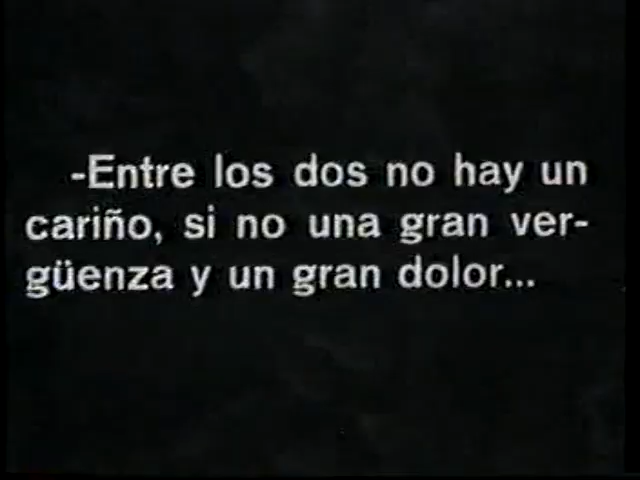 -Entre los dos no hay un
cariño, si no una gran ver-
güenza y un gran dolor...